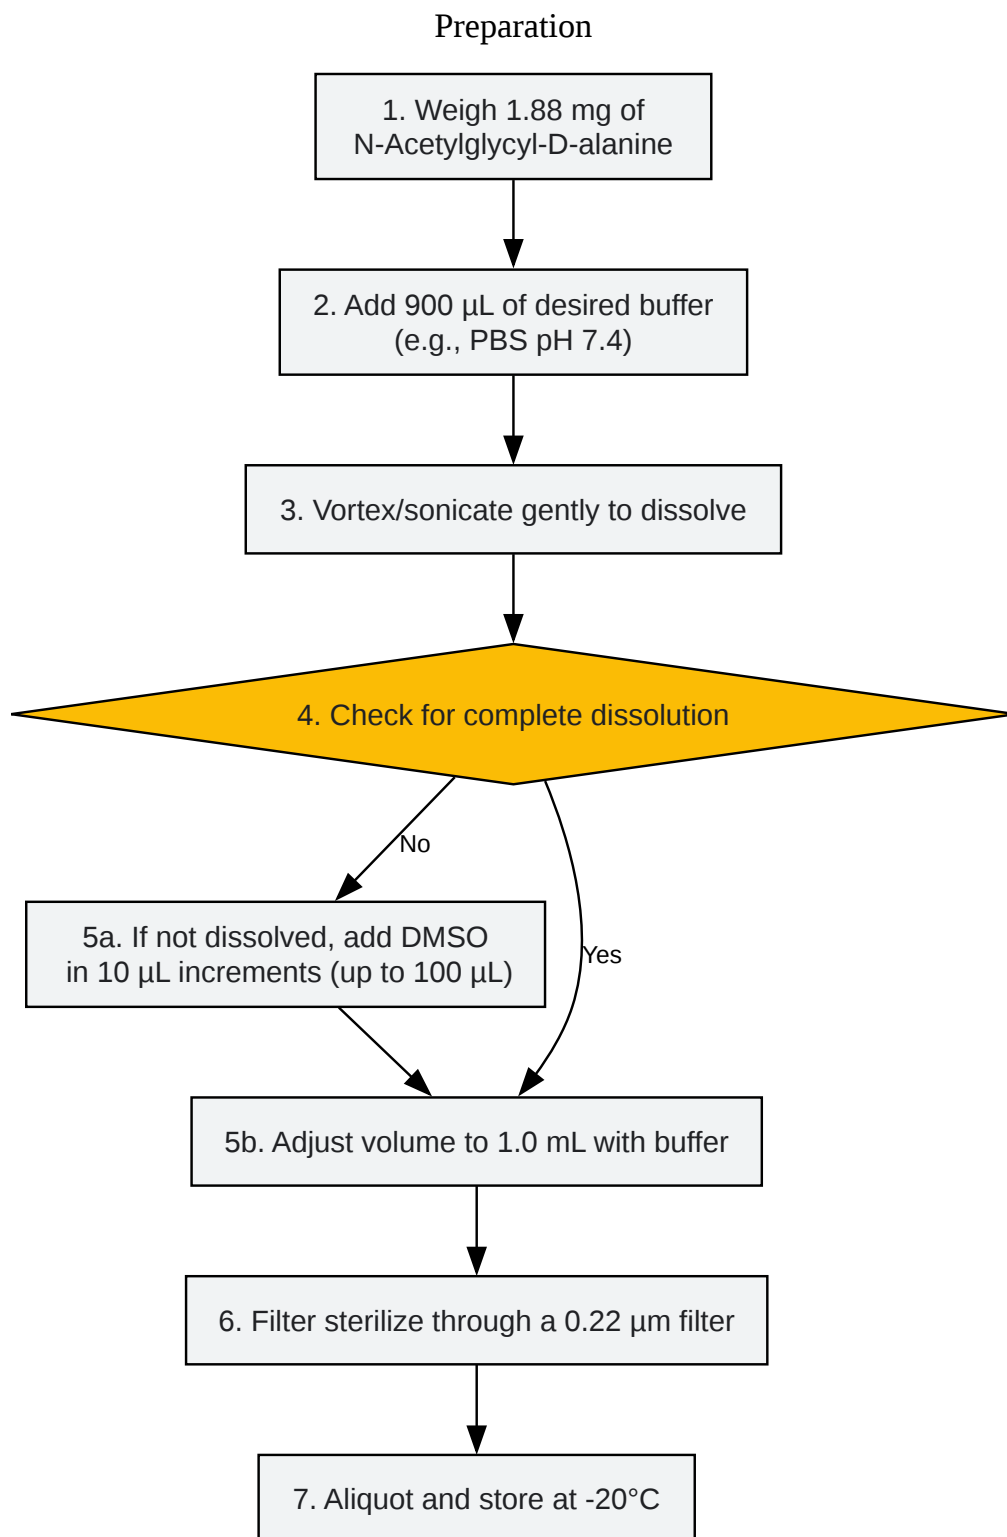 Preparation
1. Weigh 1.88 mg of
N-Acetylglycyl-D-alanine
2. Add 900 µL of desired buffer
(e.g., PBS pH 7.4)
3. Vortex/sonicate gently to dissolve
4. Check for complete dissolution
No
5a. If not dissolved, add DMSO
in 10 µL increments (up to 100 µL)
Yes
5b. Adjust volume to 1.0 mL with buffer
6. Filter sterilize through a 0.22 µm filter
7. Aliquot and store at -20°C